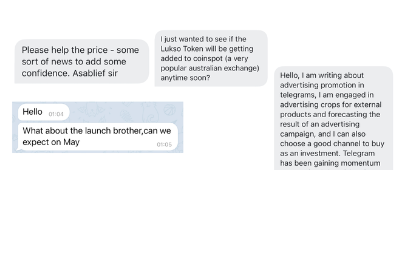 Please help the price - some
sort of news to add some
confidence. Asablief sir
I just wanted to see if the
Lukso Token will be getting
added to coinspot (a very
popular australian exchange)
anytime soon?
Hello, I am writing about
advertising promotion in
telegrams, I am engaged in
advertising crops for external
products and forecasting the
result of an advertising
campaign, and I can also
choose a good channel to buy
as an investment. Telegram
has been gaining momentum
Hello 01:04
What about the launch brother,can we
expect on May 01:05